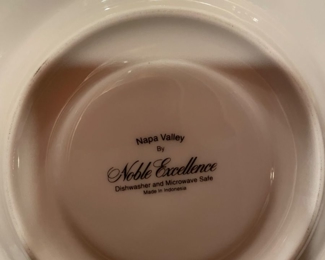 Napa Valley
By
Noble Excellence
Dishwasher and Microwave Safe
Made in Indonesia